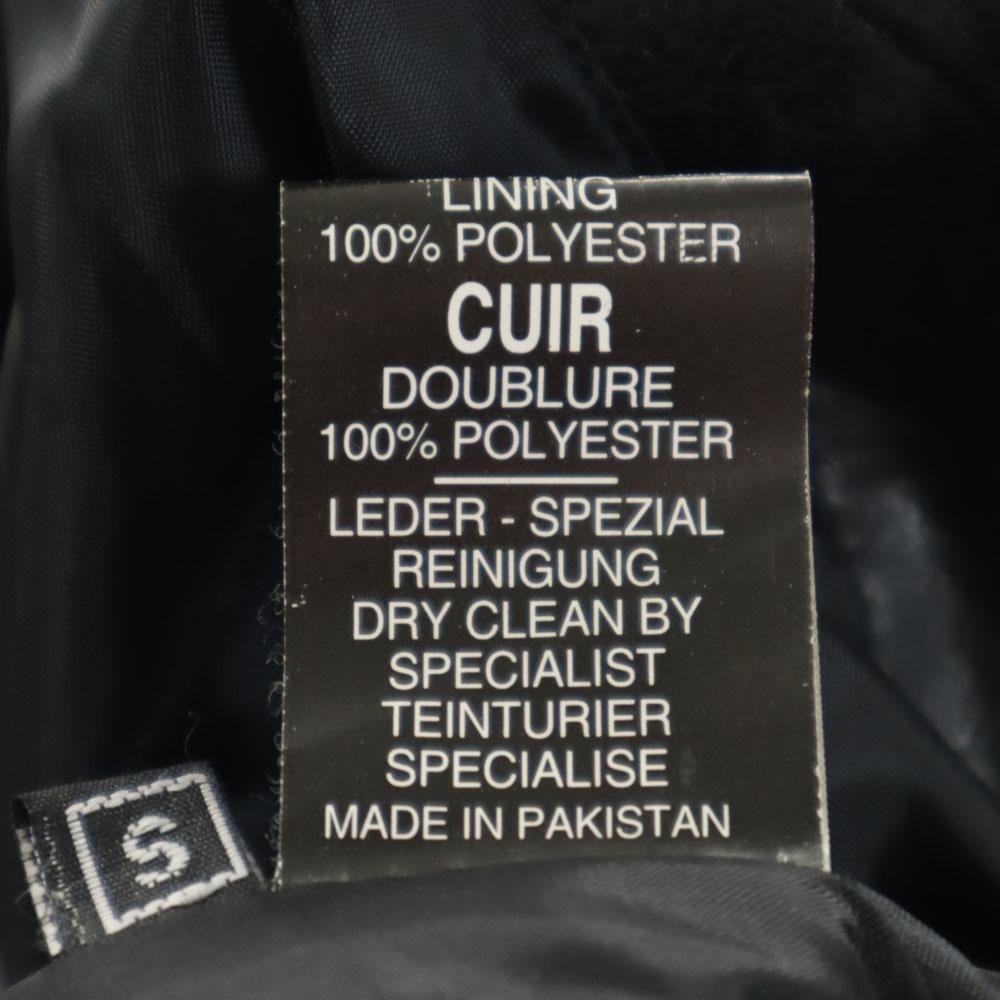 LINING
100% POLYESTER
CUIR
DOUBLURE
100% POLYESTER
LEDER - SPEZIAL
REINIGUNG
DRY CLEAN BY
SPECIALIST
TEINTURIER
SPECIALISE
MADE IN PAKISTAN
S